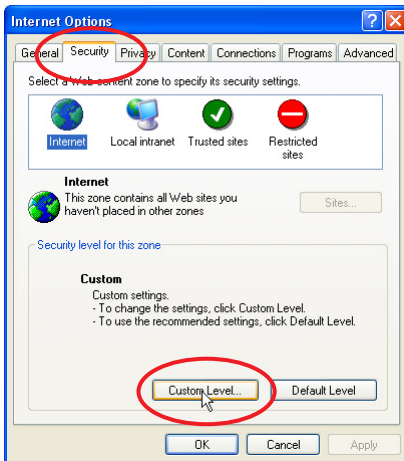 Internet Options
General Security Privacy Content Connections Programs Advanced
Select a Web content zone to specify its security settings.
Internet Local intranet Trusted sites Restricted sites
Internet
This zone contains all Web sites you
haven't placed in other zones
Sites...
Security level for this zone
Custom
Custom settings.
- To change the settings, click Custom Level.
- To use the recommended settings, click Default Level.
Custom Level... Default Level
OK Cancel Apply